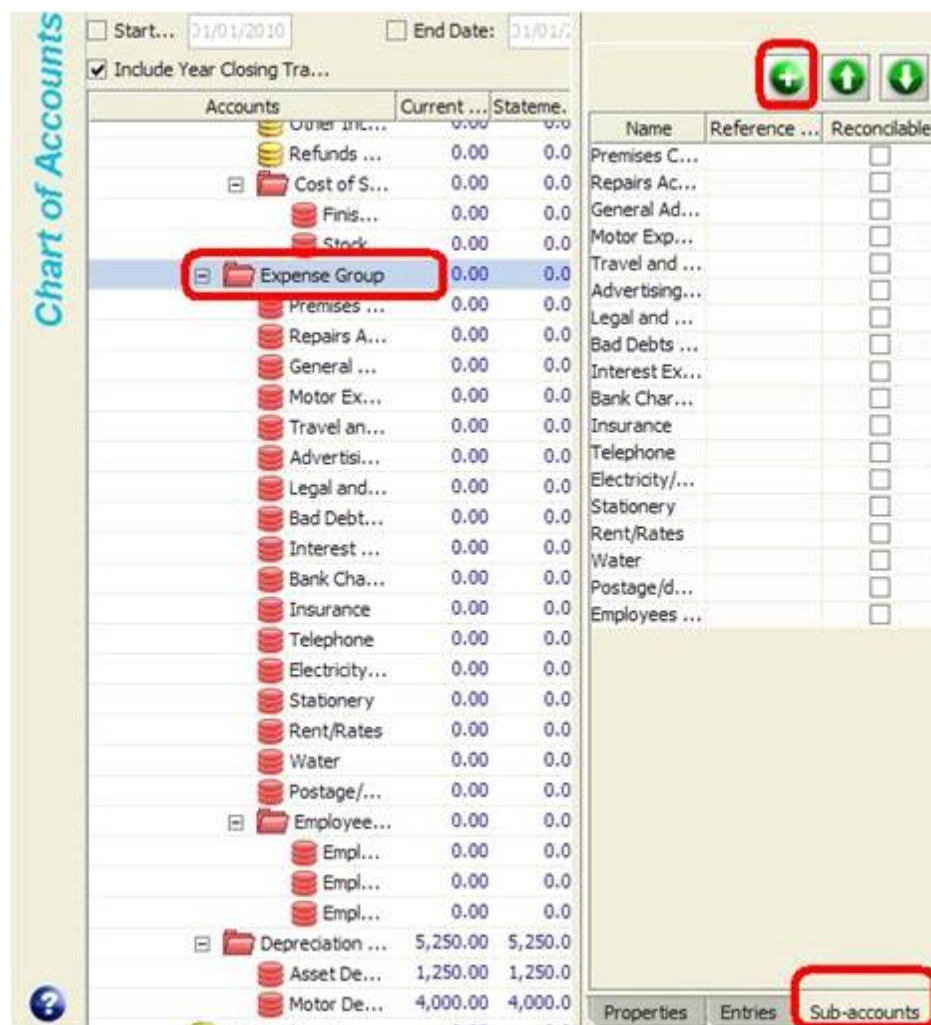 Chart of Accounts
Start... 01/01/2010 End Date: 01/01/2
Include Year Closing Tra...
Accounts Current ... Stateme.
Other Inc... 0.00 0.0
Refunds ... 0.00 0.0
Cost of S... 0.00 0.0
Finis... 0.00 0.0
Stock 0.00 0.0
Expense Group 0.00 0.0
Premises ... 0.00 0.0
Repairs A... 0.00 0.0
General ... 0.00 0.0
Motor Ex... 0.00 0.0
Travel an... 0.00 0.0
Advertisi... 0.00 0.0
Legal and... 0.00 0.0
Bad Debt... 0.00 0.0
Interest ... 0.00 0.0
Bank Cha... 0.00 0.0
Insurance 0.00 0.0
Telephone 0.00 0.0
Electricity... 0.00 0.0
Stationery 0.00 0.0
Rent/Rates 0.00 0.0
Water 0.00 0.0
Postage/... 0.00 0.0
Employee... 0.00 0.0
Empl... 0.00 0.0
Empl... 0.00 0.0
Empl... 0.00 0.0
Depreciation ... 5,250.00 5,250.0
Asset De... 1,250.00 1,250.0
Motor De... 4,000.00 4,000.0
Name Reference ... Reconcilable
Premises C...
Repairs Ac...
General Ad...
Motor Exp...
Travel and ...
Advertising...
Legal and ...
Bad Debts ...
Interest Ex...
Bank Char...
Insurance
Telephone
Electricity/...
Stationery
Rent/Rates
Water
Postage/d...
Employees ...
Properties Entries Sub-accounts